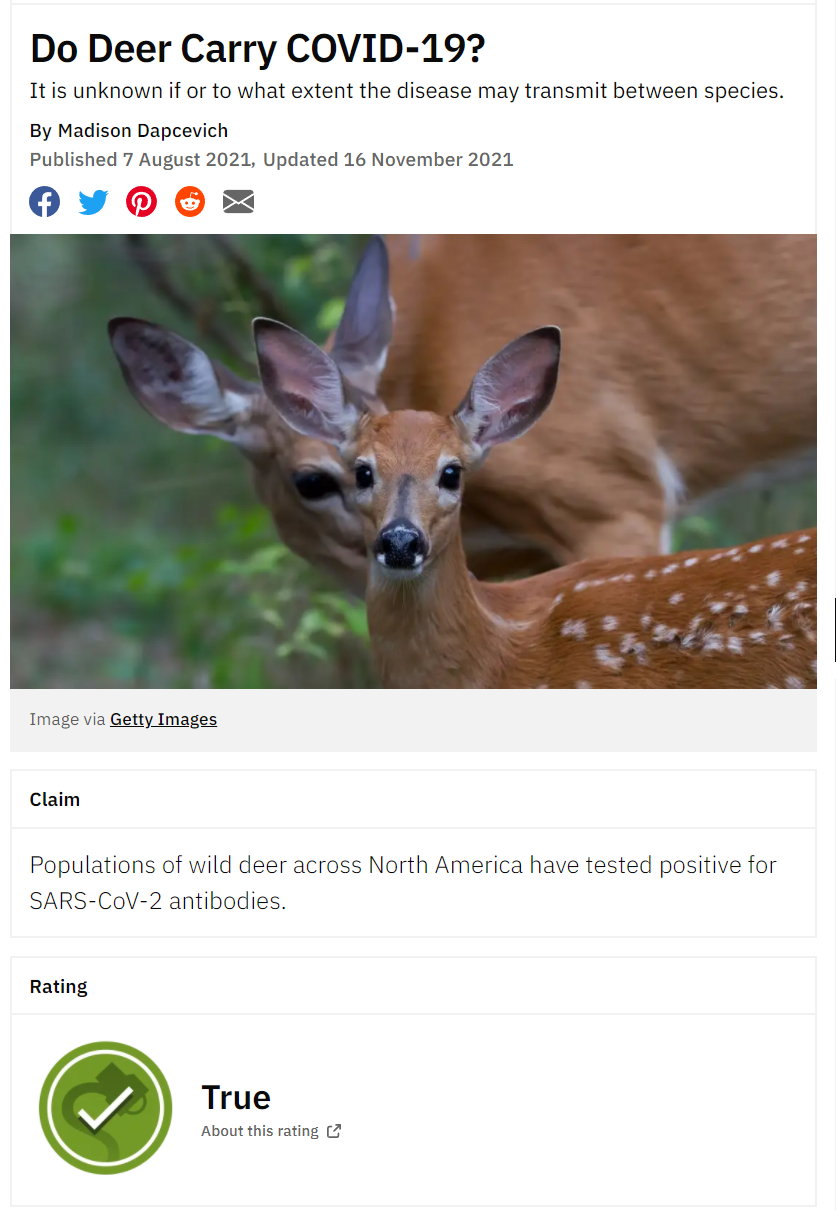 Do Deer Carry COVID-19?
It is unknown if or to what extent the disease may transmit between species.
By Madison Dapcevich
Published 7 August 2021, Updated 16 November 2021
Image via Getty Images
Claim
Populations of wild deer across North America have tested positive for
SARS-CoV-2 antibodies.
Rating
True
About this rating